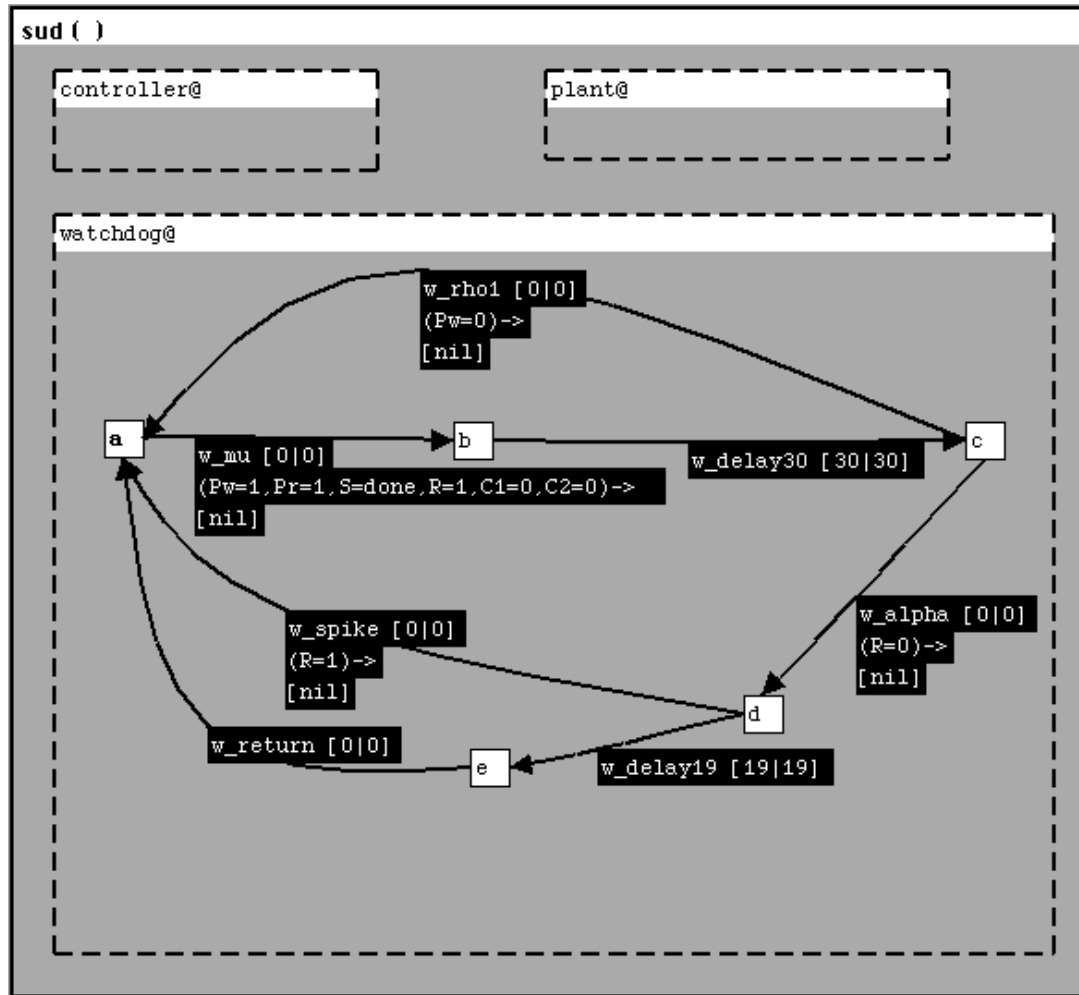 sud ( )
controller@
plant@
watchdog@
w_rho1 [0|0]
(Pw=0)->
[nil]
a
b
c
w_mu [0|0]
(Pw=1,Pr=1,S=done,R=1,C1=0,C2=0)->
[nil]
w_delay30 [30|30]
w_spike [0|0]
(R=1)->
[nil]
w_alpha [0|0]
(R=0)->
[nil]
d
w_return [0|0]
e
w_delay19 [19|19]